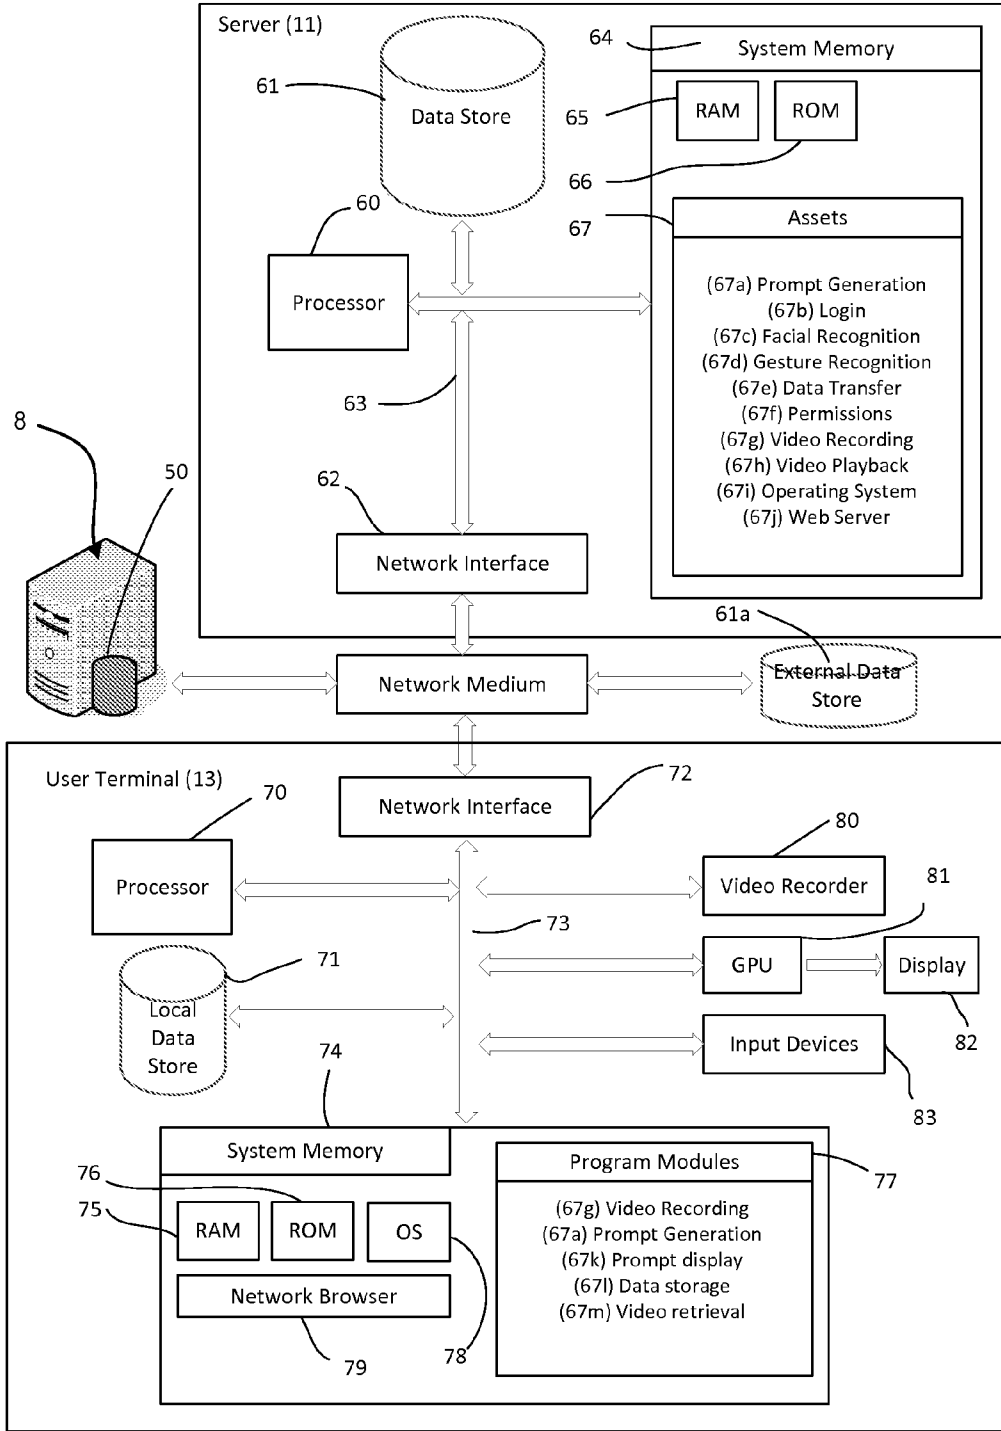 Server (11)
61
Data Store
64
System Memory
65
RAM
ROM
66
60
67
Assets
Processor
(67a) Prompt Generation
(67b) Login
(67c) Facial Recognition
(67d) Gesture Recognition
(67e) Data Transfer
(67f) Permissions
(67g) Video Recording
(67h) Video Playback
(67i) Operating System
(67j) Web Server
63
8
50
62
Network Interface
61a
Network Medium
External Data
Store
User Terminal (13)
70
72
Network Interface
80
Processor
Video Recorder
81
73
71
GPU
Display
Local
Data
Store
Input Devices
82
74
83
System Memory
Program Modules
77
76
75
RAM
ROM
OS
(67g) Video Recording
(67a) Prompt Generation
(67k) Prompt display
(67l) Data storage
(67m) Video retrieval
Network Browser
79
78